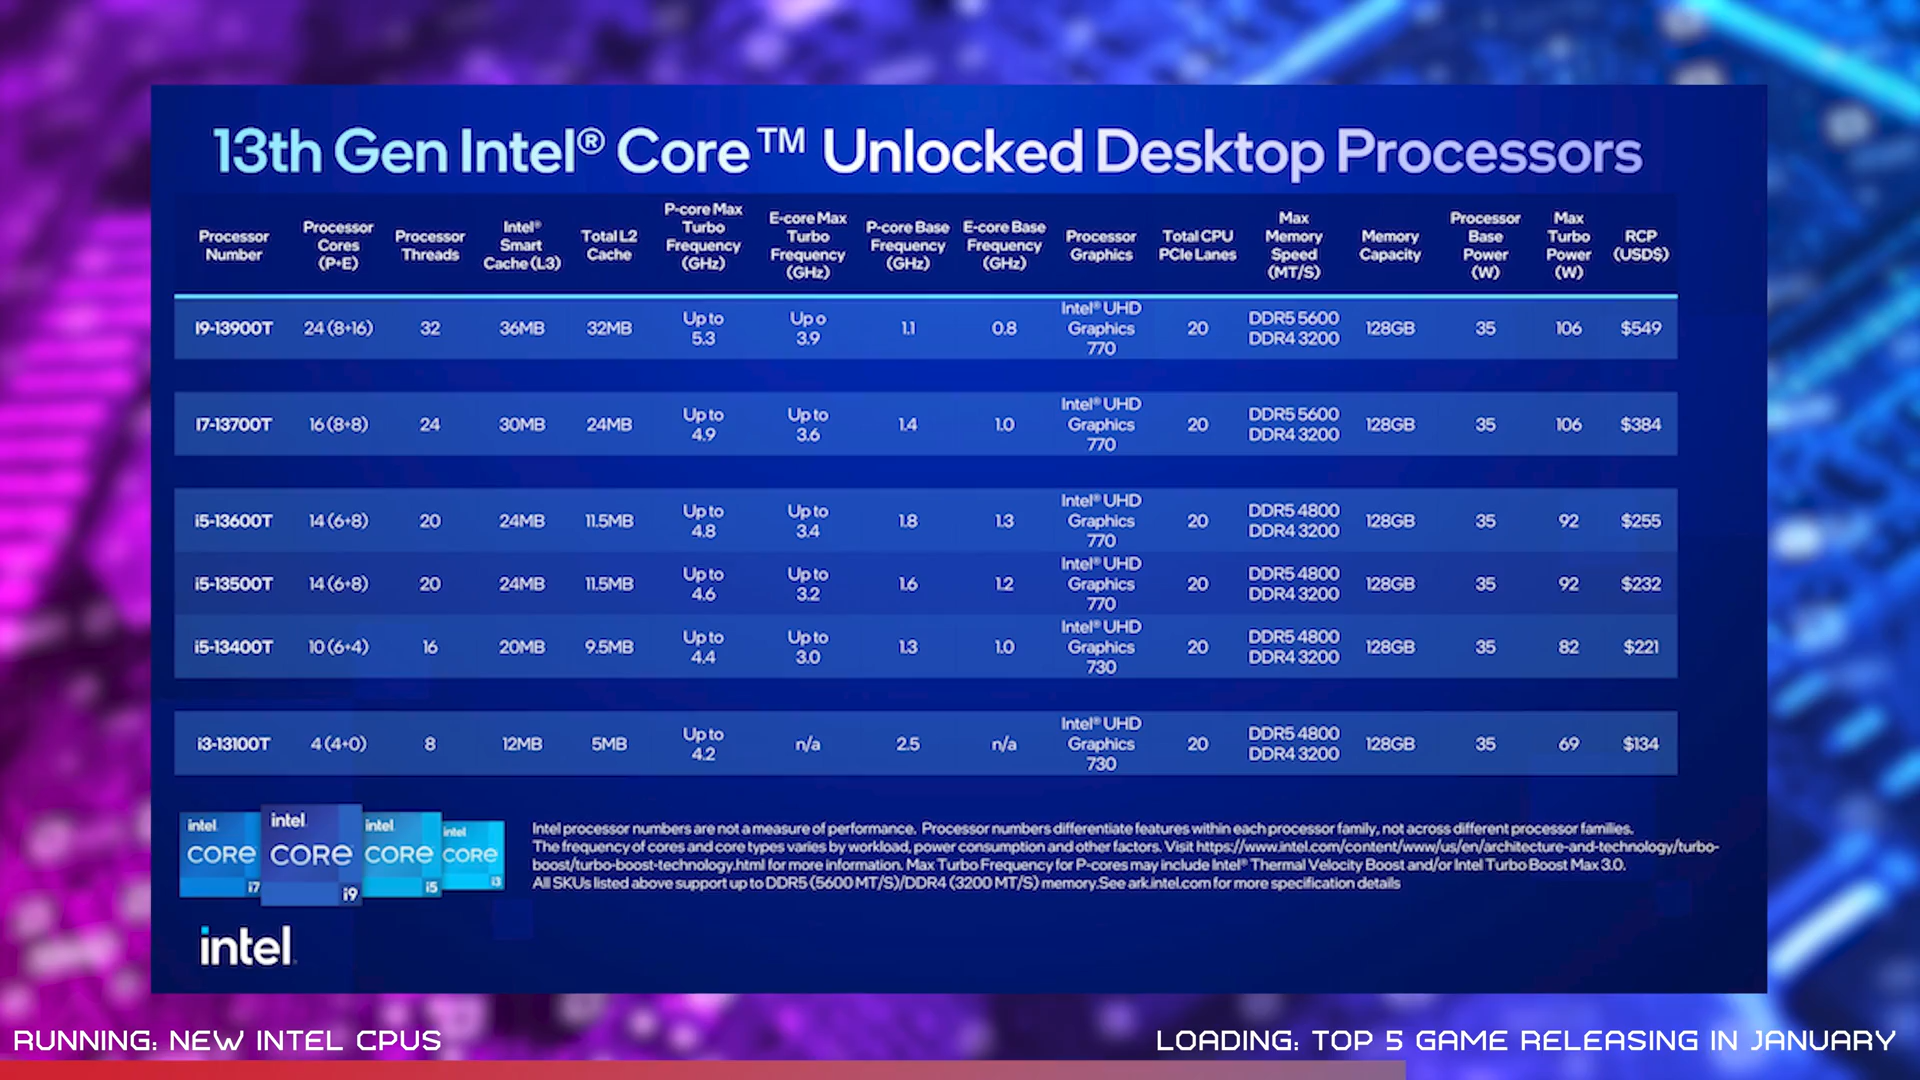 13th Gen Intel® Core™ Unlocked Desktop Processors
Processor Number | Processor Cores (P+E) | Processor Threads | Intel® Smart Cache (L3) | Total L2 Cache | P-core Max Turbo Frequency (GHz) | E-core Max Turbo Frequency (GHz) | P-core Base Frequency (GHz) | E-core Base Frequency (GHz) | Processor Graphics | Total CPU PCIe Lanes | Max Memory Speed (MT/S) | Memory Capacity | Processor Base Power (W) | Max Turbo Power (W) | RCP (USD$)
I9-13900T | 24 (8+16) | 32 | 36MB | 32MB | Up to 5.3 | Up o 3.9 | 1.1 | 0.8 | Intel® UHD Graphics 770 | 20 | DDR5 5600 DDR4 3200 | 128GB | 35 | 106 | $549
I7-13700T | 16 (8+8) | 24 | 30MB | 24MB | Up to 4.9 | Up to 3.6 | 1.4 | 1.0 | Intel® UHD Graphics 770 | 20 | DDR5 5600 DDR4 3200 | 128GB | 35 | 106 | $384
i5-13600T | 14 (6+8) | 20 | 24MB | 11.5MB | Up to 4.8 | Up to 3.4 | 1.8 | 1.3 | Intel® UHD Graphics 770 | 20 | DDR5 4800 DDR4 3200 | 128GB | 35 | 92 | $255
i5-13500T | 14 (6+8) | 20 | 24MB | 11.5MB | Up to 4.6 | Up to 3.2 | 1.6 | 1.2 | Intel® UHD Graphics 770 | 20 | DDR5 4800 DDR4 3200 | 128GB | 35 | 92 | $232
i5-13400T | 10 (6+4) | 16 | 20MB | 9.5MB | Up to 4.4 | Up to 3.0 | 1.3 | 1.0 | Intel® UHD Graphics 730 | 20 | DDR5 4800 DDR4 3200 | 128GB | 35 | 82 | $221
i3-13100T | 4 (4+0) | 8 | 12MB | 5MB | Up to 4.2 | n/a | 2.5 | n/a | Intel® UHD Graphics 730 | 20 | DDR5 4800 DDR4 3200 | 128GB | 35 | 69 | $134
intel CORE i7
intel CORE i9
intel CORE i5
intel CORE i3
Intel processor numbers are not a measure of performance. Processor numbers differentiate features within each processor family, not across different processor families.
The frequency of cores and core types varies by workload, power consumption and other factors. Visit https://www.intel.com/content/www/us/en/architecture-and-technology/turbo-
boost/turbo-boost-technology.html for more information. Max Turbo Frequency for P-cores may include Intel® Thermal Velocity Boost and/or Intel Turbo Boost Max 3.0.
All SKUs listed above support up to DDR5 (5600 MT/S)/DDR4 (3200 MT/S) memory.See ark.intel.com for more specification details
intel
RUNNING: NEW INTEL CPUS
LOADING: TOP 5 GAME RELEASING IN JANUARY